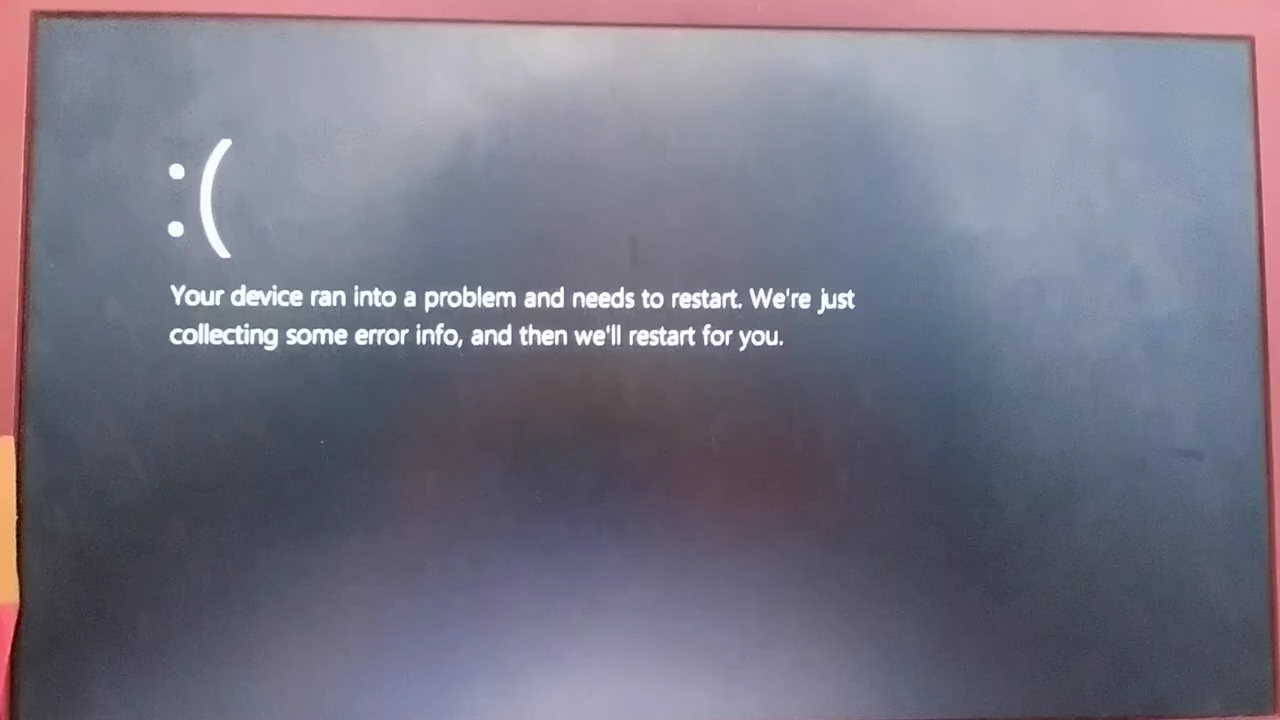 :(
Your device ran into a problem and needs to restart. We're just
collecting some error info, and then we'll restart for you.